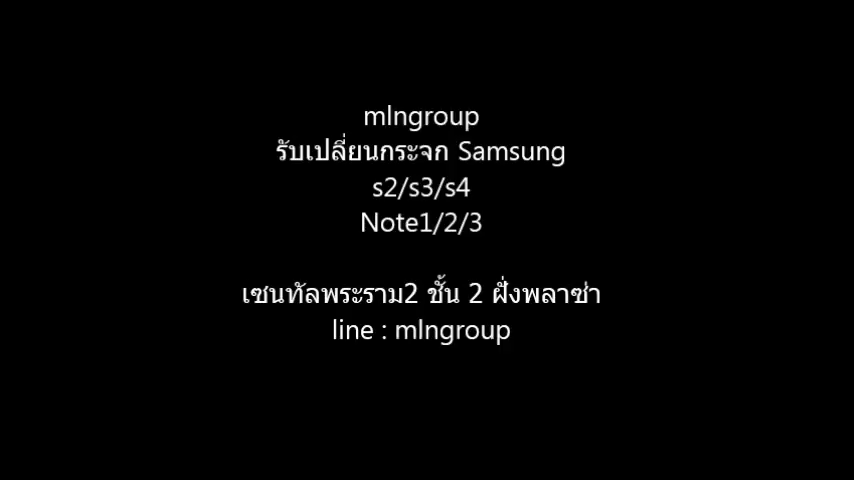 mlngroup
รับเปลี่ยนกระจก Samsung
s2/s3/s4
Note1/2/3
เซนทัลพระราม2 ชั้น 2 ฝั่งพลาซ่า
line : mlngroup